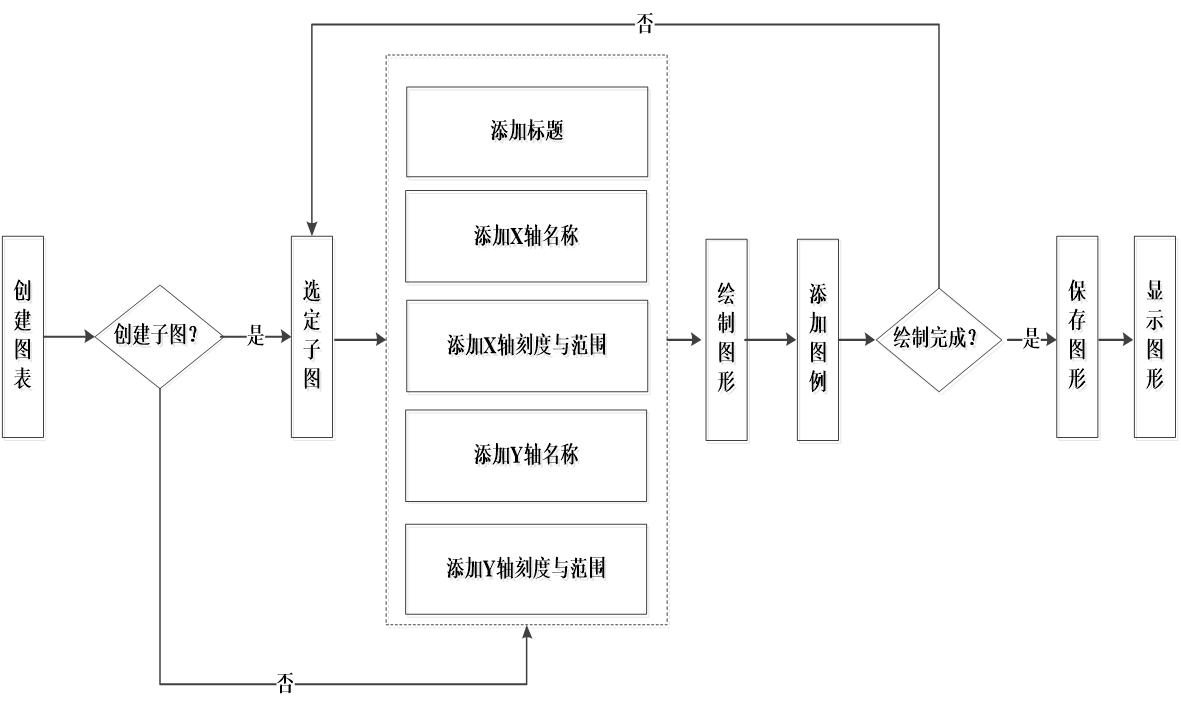 否
添加标题
添加X轴名称
创建图表
创建子图？
是
选定子图
添加X轴刻度与范围
绘制图形
添加图例
绘制完成？
是
保存图形
显示图形
添加Y轴名称
添加Y轴刻度与范围
否